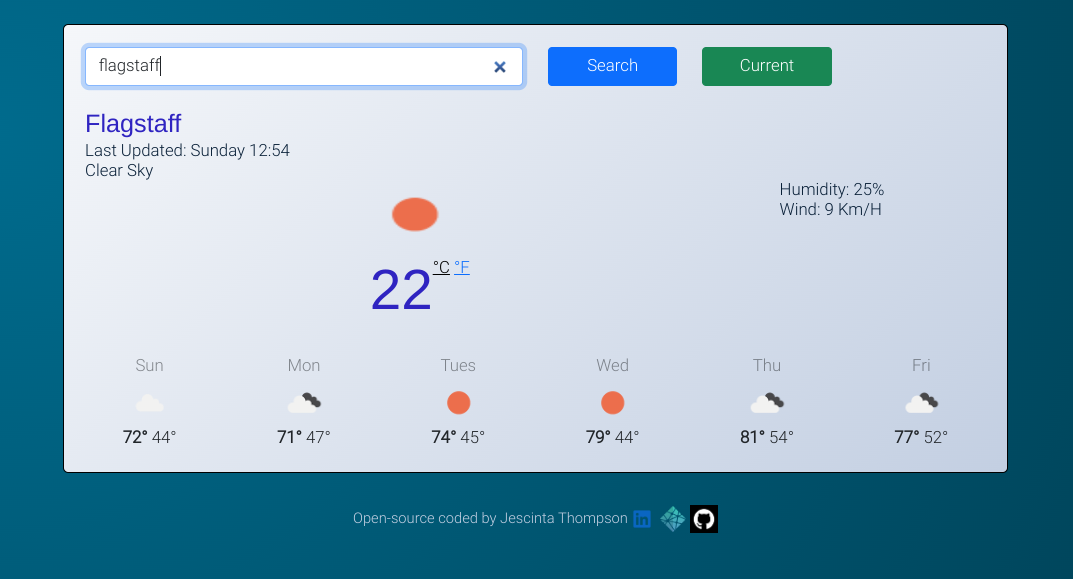 flagstaff
Search
Current
Flagstaff
Last Updated: Sunday 12:54
Clear Sky
Humidity: 25%
Wind: 9 Km/H
22 °C °F
Sun Mon Tues Wed Thu Fri
72° 44° 71° 47° 74° 45° 79° 44° 81° 54° 77° 52°
Open-source coded by Jescinta Thompson in